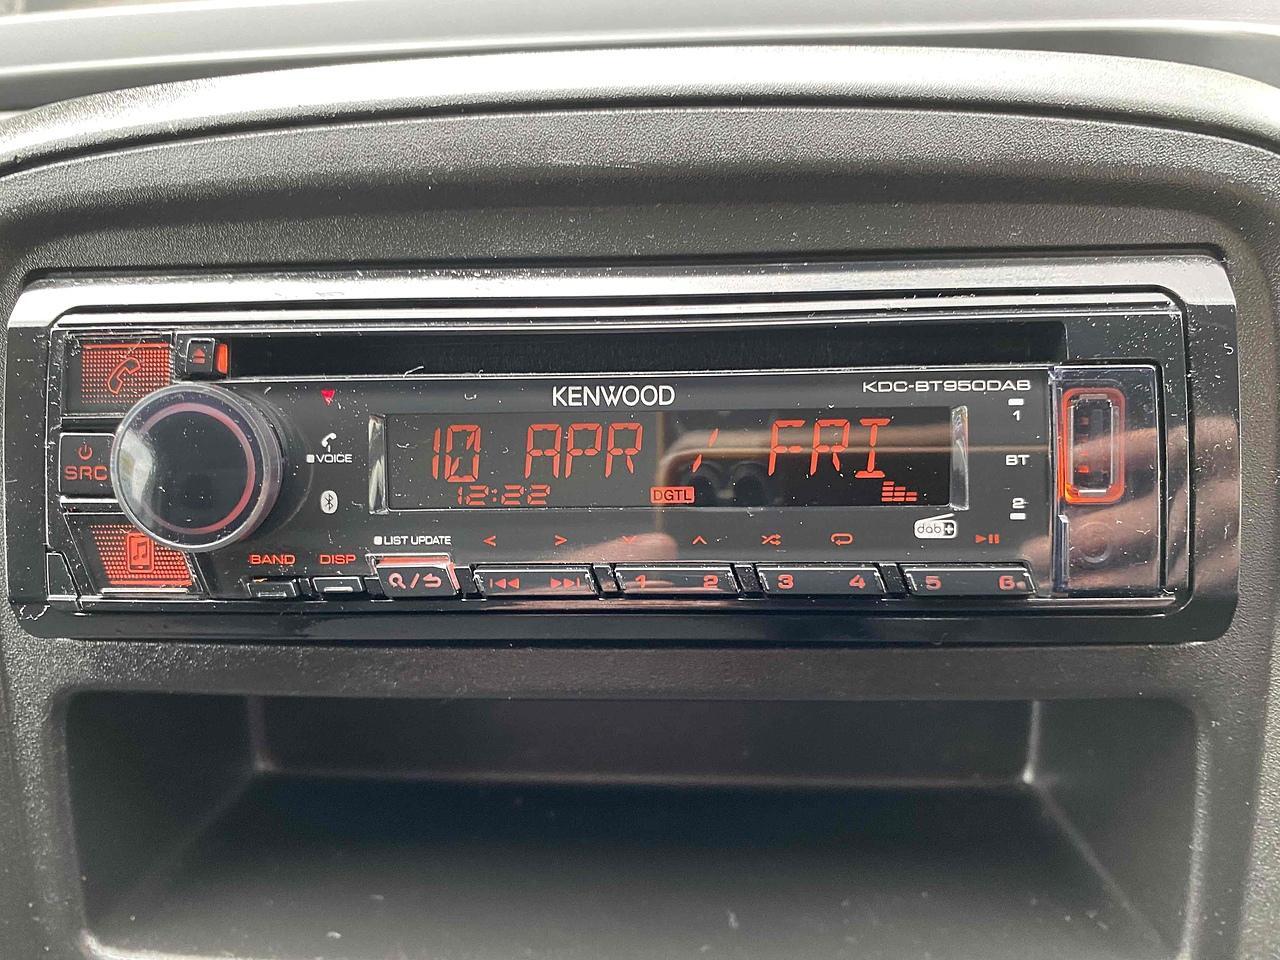 KENWOOD
KDC-BT950DAB
SRC
VOICE
10 APR / FRI
12:22
DGTL
1
BT
2
dab+
BAND
DISP
LIST UPDATE
1
2
3
4
5
6